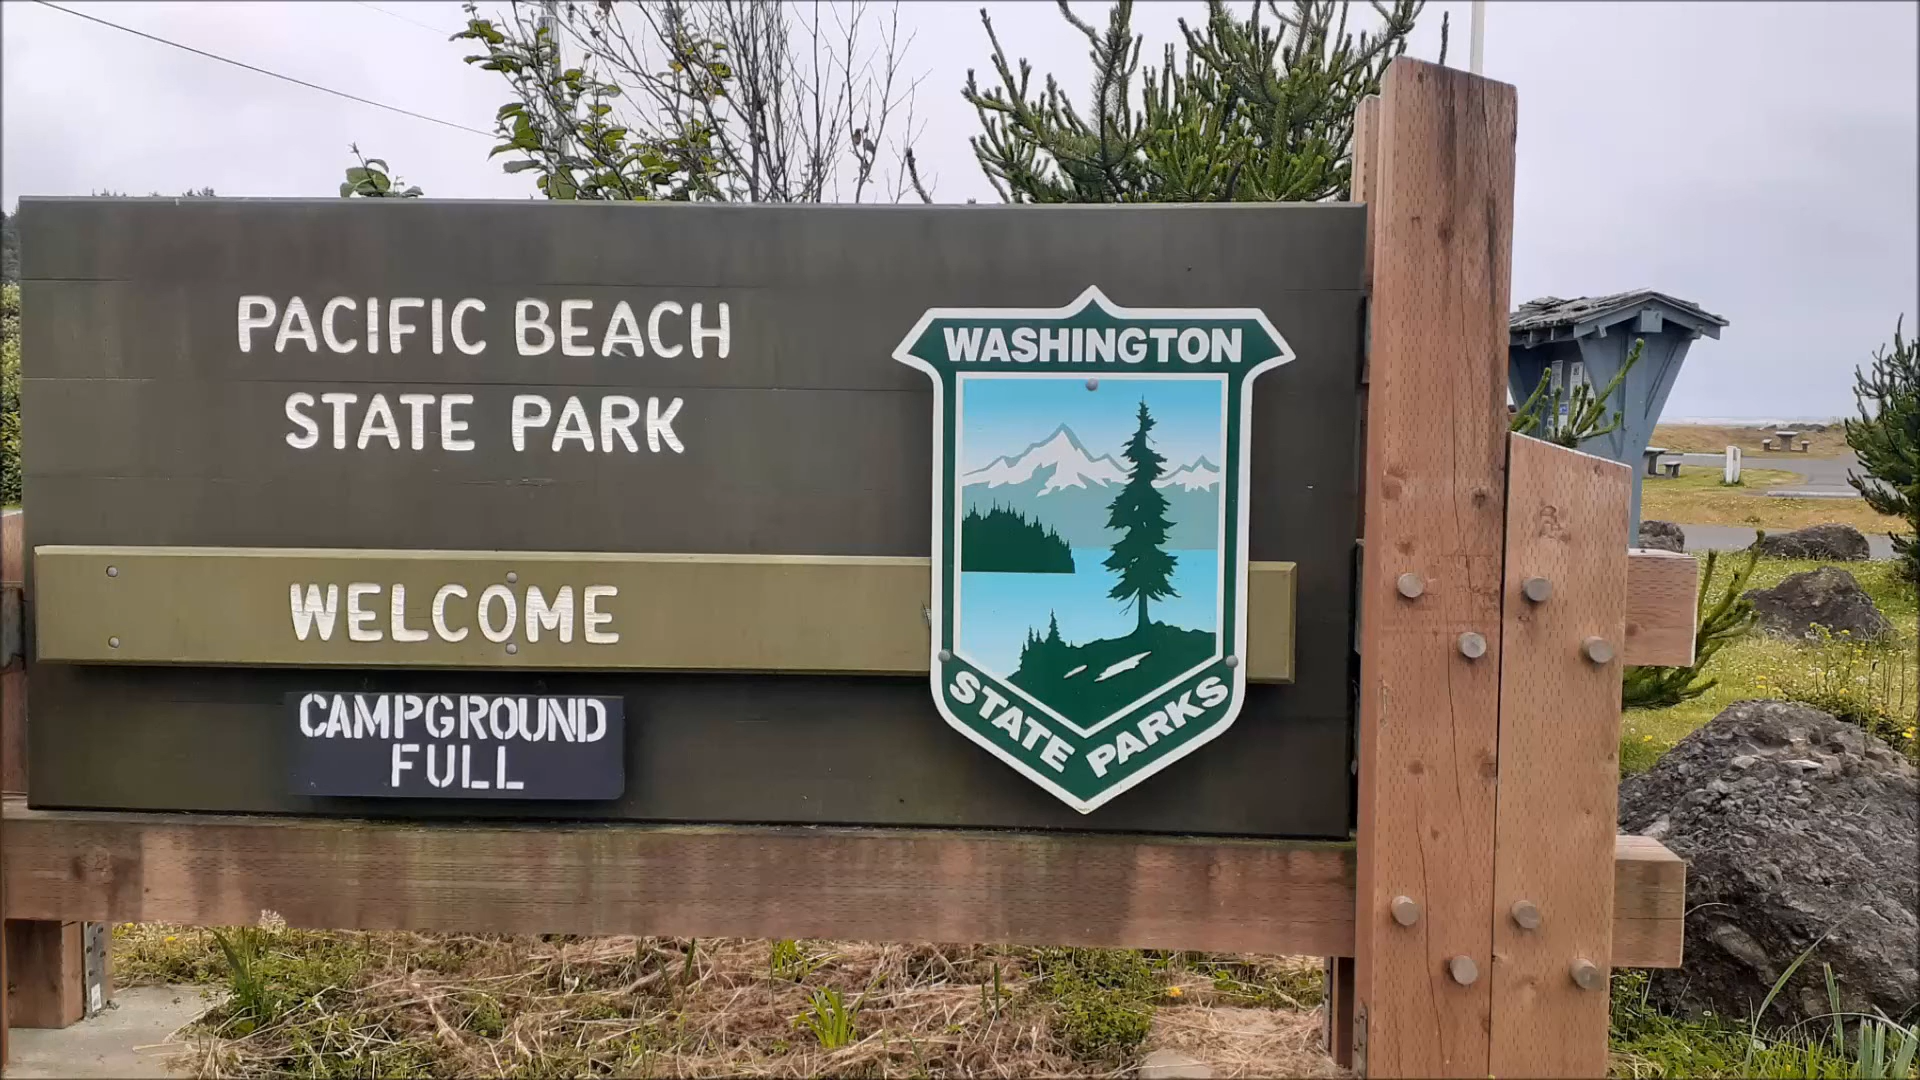 PACIFIC BEACH
STATE PARK
WELCOME
CAMPGROUND
FULL
WASHINGTON
STATE PARKS